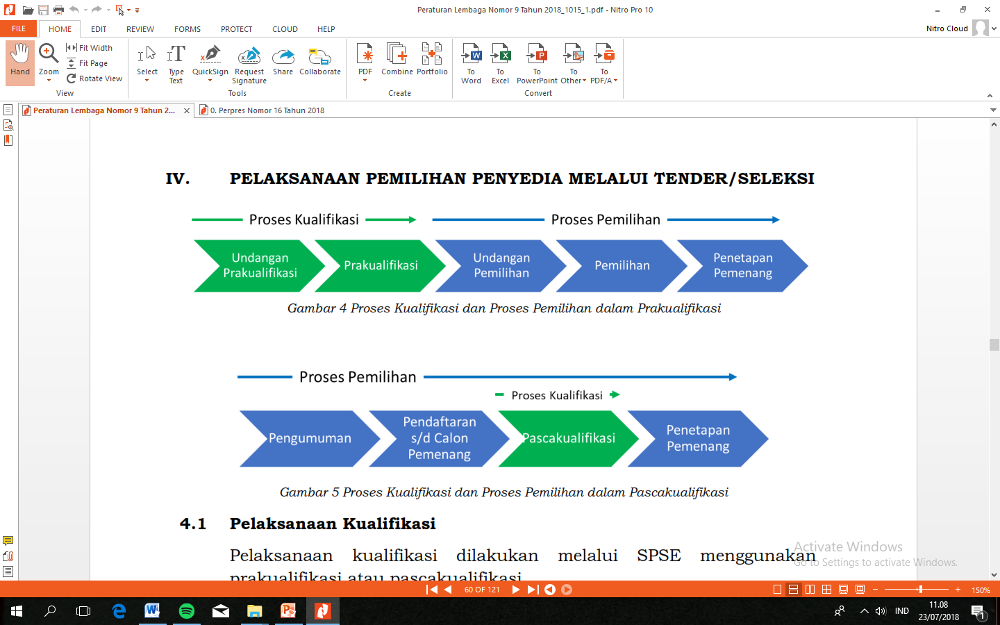 Peraturan Lembaga Nomor 9 Tahun 2018_1015_1.pdf - Nitro Pro 10
FILE HOME EDIT REVIEW FORMS PROTECT CLOUD HELP Nitro Cloud
Hand
Zoom
Fit Width
Fit Page
Rotate View
View
Select
Type Text
QuickSign
Request Signature
Share
Collaborate
Tools
PDF
Combine
Portfolio
Create
To Word
To Excel
To PowerPoint
To Other
To PDF/A
Convert
Peraturan Lembaga Nomor 9 Tahun 2... 0. Perpres Nomor 16 Tahun 2018
IV. PELAKSANAAN PEMILIHAN PENYEDIA MELALUI TENDER/SELEKSI
Proses Kualifikasi Proses Pemilihan
Undangan
Prakualifikasi
Prakualifikasi
Undangan
Pemilihan
Pemilihan
Penetapan
Pemenang
Gambar 4 Proses Kualifikasi dan Proses Pemilihan dalam Prakualifikasi
Proses Pemilihan
Proses Kualifikasi
Pengumuman
Pendaftaran
s/d Calon
Pemenang
Pascakualifikasi
Penetapan
Pemenang
Gambar 5 Proses Kualifikasi dan Proses Pemilihan dalam Pascakualifikasi
4.1 Pelaksanaan Kualifikasi
Pelaksanaan kualifikasi dilakukan melalui SPSE menggunakan
prakualifikasi atau pascakualifikasi
Activate Windows
Go to Settings to activate Windows.
60 OF 121
150%
IND
11.08
23/07/2018
1